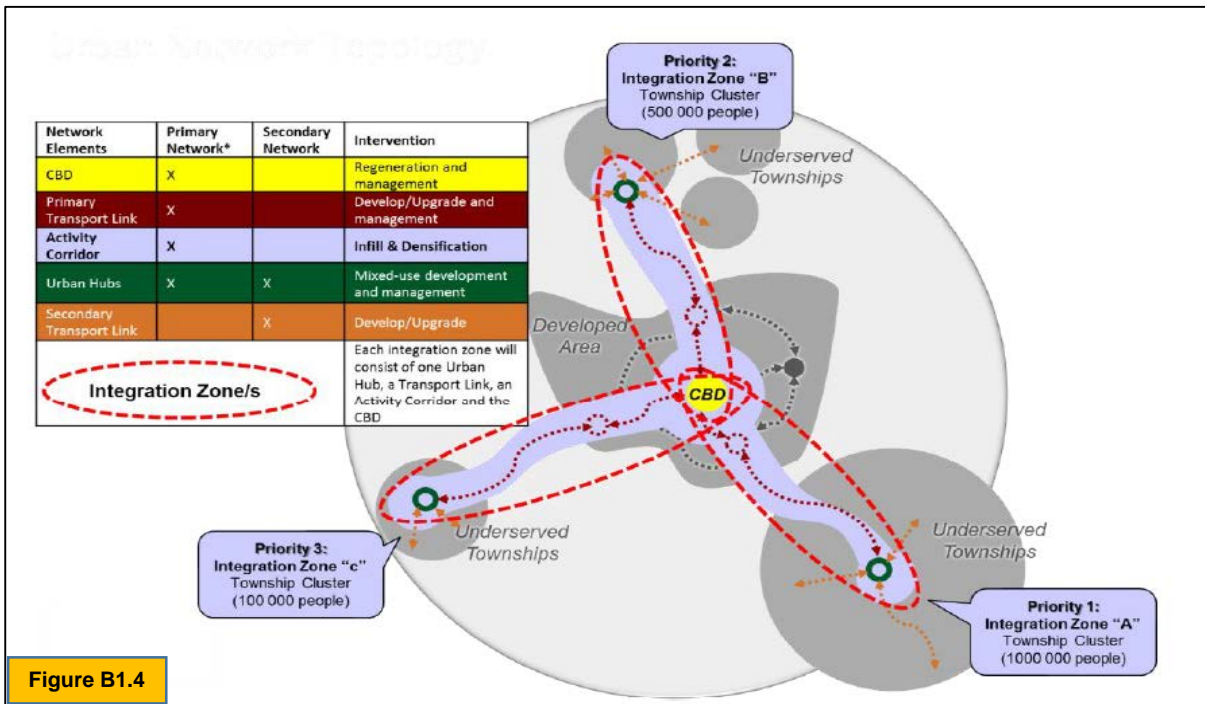 Urban Network Topology
Priority 2:
Integration Zone "B"
Township Cluster
(500 000 people)
Network Elements
Primary Network*
Secondary Network
Intervention
CBD
X
Regeneration and management
Primary Transport Link
X
Develop/Upgrade and management
Activity Corridor
X
Infill & Densification
Urban Hubs
X
X
Mixed-use development and management
Secondary Transport Link
X
Develop/Upgrade
Integration Zone/s
Each integration zone will
consist of one Urban
Hub, a Transport Link, an
Activity Corridor and the
CBD
Underserved
Townships
Developed
Area
CBD
Underserved
Townships
Underserved
Townships
Priority 3:
Integration Zone "c"
Township Cluster
(100 000 people)
Priority 1:
Integration Zone "A"
Township Cluster
(1000 000 people)
Figure B1.4